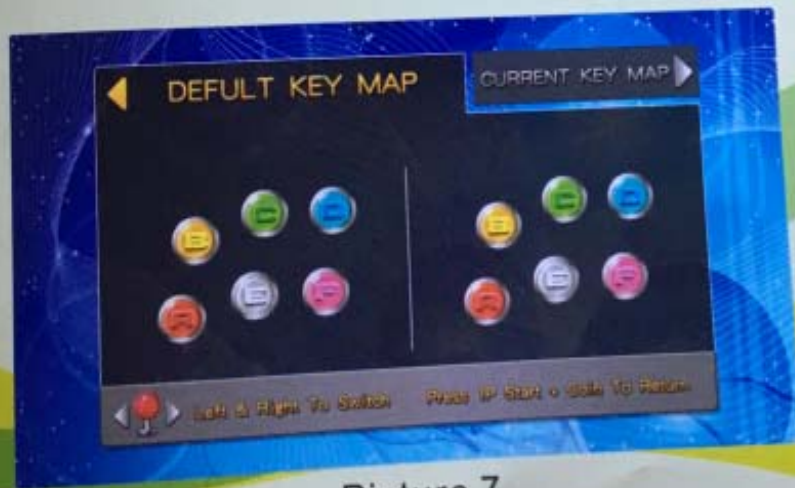 DEFULT KEY MAP
CURRENT KEY MAP
Left & Right To Switch
Press 1P Start + Coin To Return
Picture 7